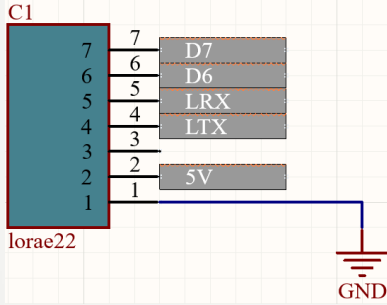 C1
7 7 D7
6 6 D6
5 5 LRX
4 4 LTX
3 3
2 2 5V
1 1
lorae22
GND